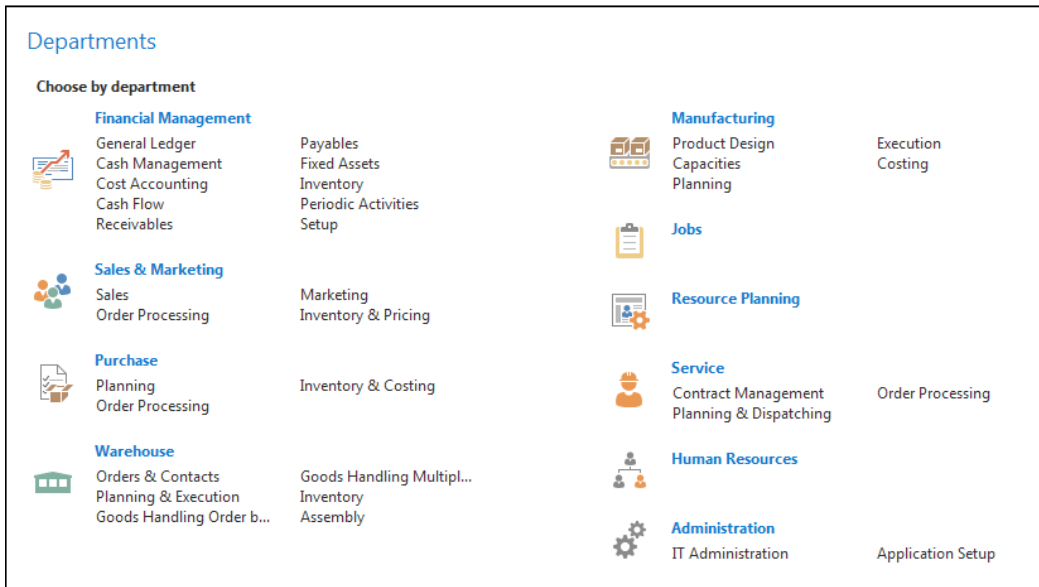 Departments
Choose by department
Financial Management
General Ledger Payables
Cash Management Fixed Assets
Cost Accounting Inventory
Cash Flow Periodic Activities
Receivables Setup
Sales & Marketing
Sales Marketing
Order Processing Inventory & Pricing
Purchase
Planning Inventory & Costing
Order Processing
Warehouse
Orders & Contacts Goods Handling Multipl...
Planning & Execution Inventory
Goods Handling Order b... Assembly
Manufacturing
Product Design Execution
Capacities Costing
Planning
Jobs
Resource Planning
Service
Contract Management Order Processing
Planning & Dispatching
Human Resources
Administration
IT Administration Application Setup